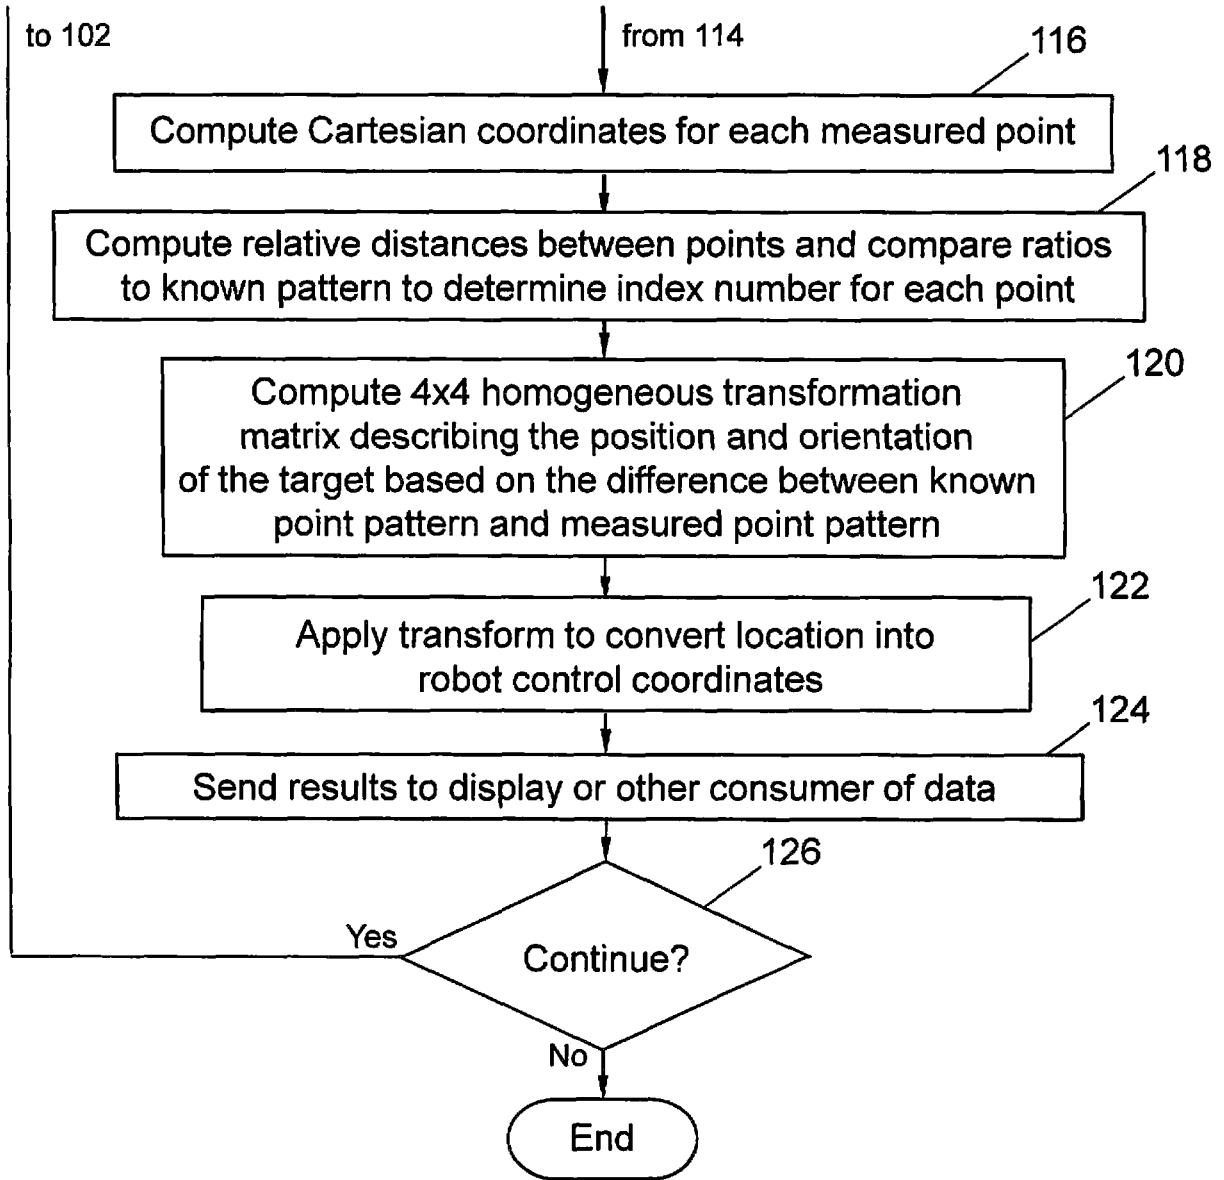 to 102
from 114
116
Compute Cartesian coordinates for each measured point
118
Compute relative distances between points and compare ratios
to known pattern to determine index number for each point
120
Compute 4x4 homogeneous transformation
matrix describing the position and orientation
of the target based on the difference between known
point pattern and measured point pattern
122
Apply transform to convert location into
robot control coordinates
124
Send results to display or other consumer of data
126
Yes
Continue?
No
End